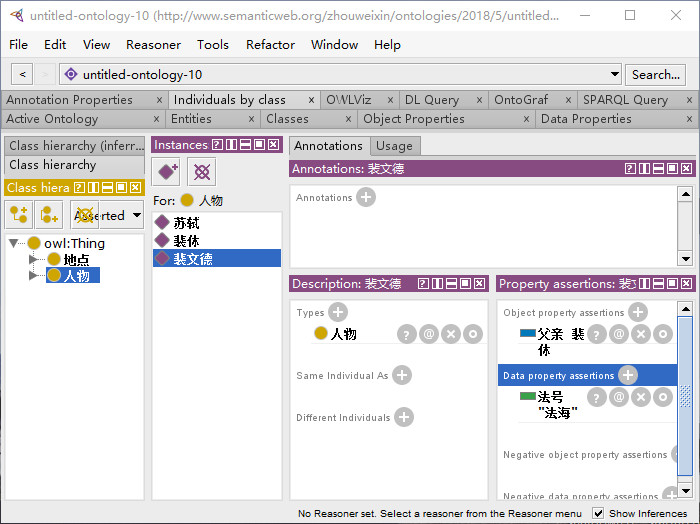 untitled-ontology-10 (http://www.semanticweb.org/zhouweixin/ontologies/2018/5/untitled...
File Edit View Reasoner Tools Refactor Window Help
< > untitled-ontology-10 Search...
Annotation Properties × Individuals by class × OWLViz × DL Query × OntoGraf × SPARQL Query ×
Active Ontology × Entities × Classes × Object Properties × Data Properties ×
Class hierarchy (inferr...
Class hierarchy
Class hiera
Asserted
owl:Thing
地点
人物
Instances
For: 人物
苏轼
裴休
裴文德
Annotations Usage
Annotations: 裴文德
Annotations
Description: 裴文德
Types
人物
Same Individual As
Different Individuals
Property assertions: 裴文
Object property assertions
父亲 裴
休
Data property assertions
法号
"法海"
Negative object property assertions
Negative data property assertions
No Reasoner set. Select a reasoner from the Reasoner menu Show Inferences